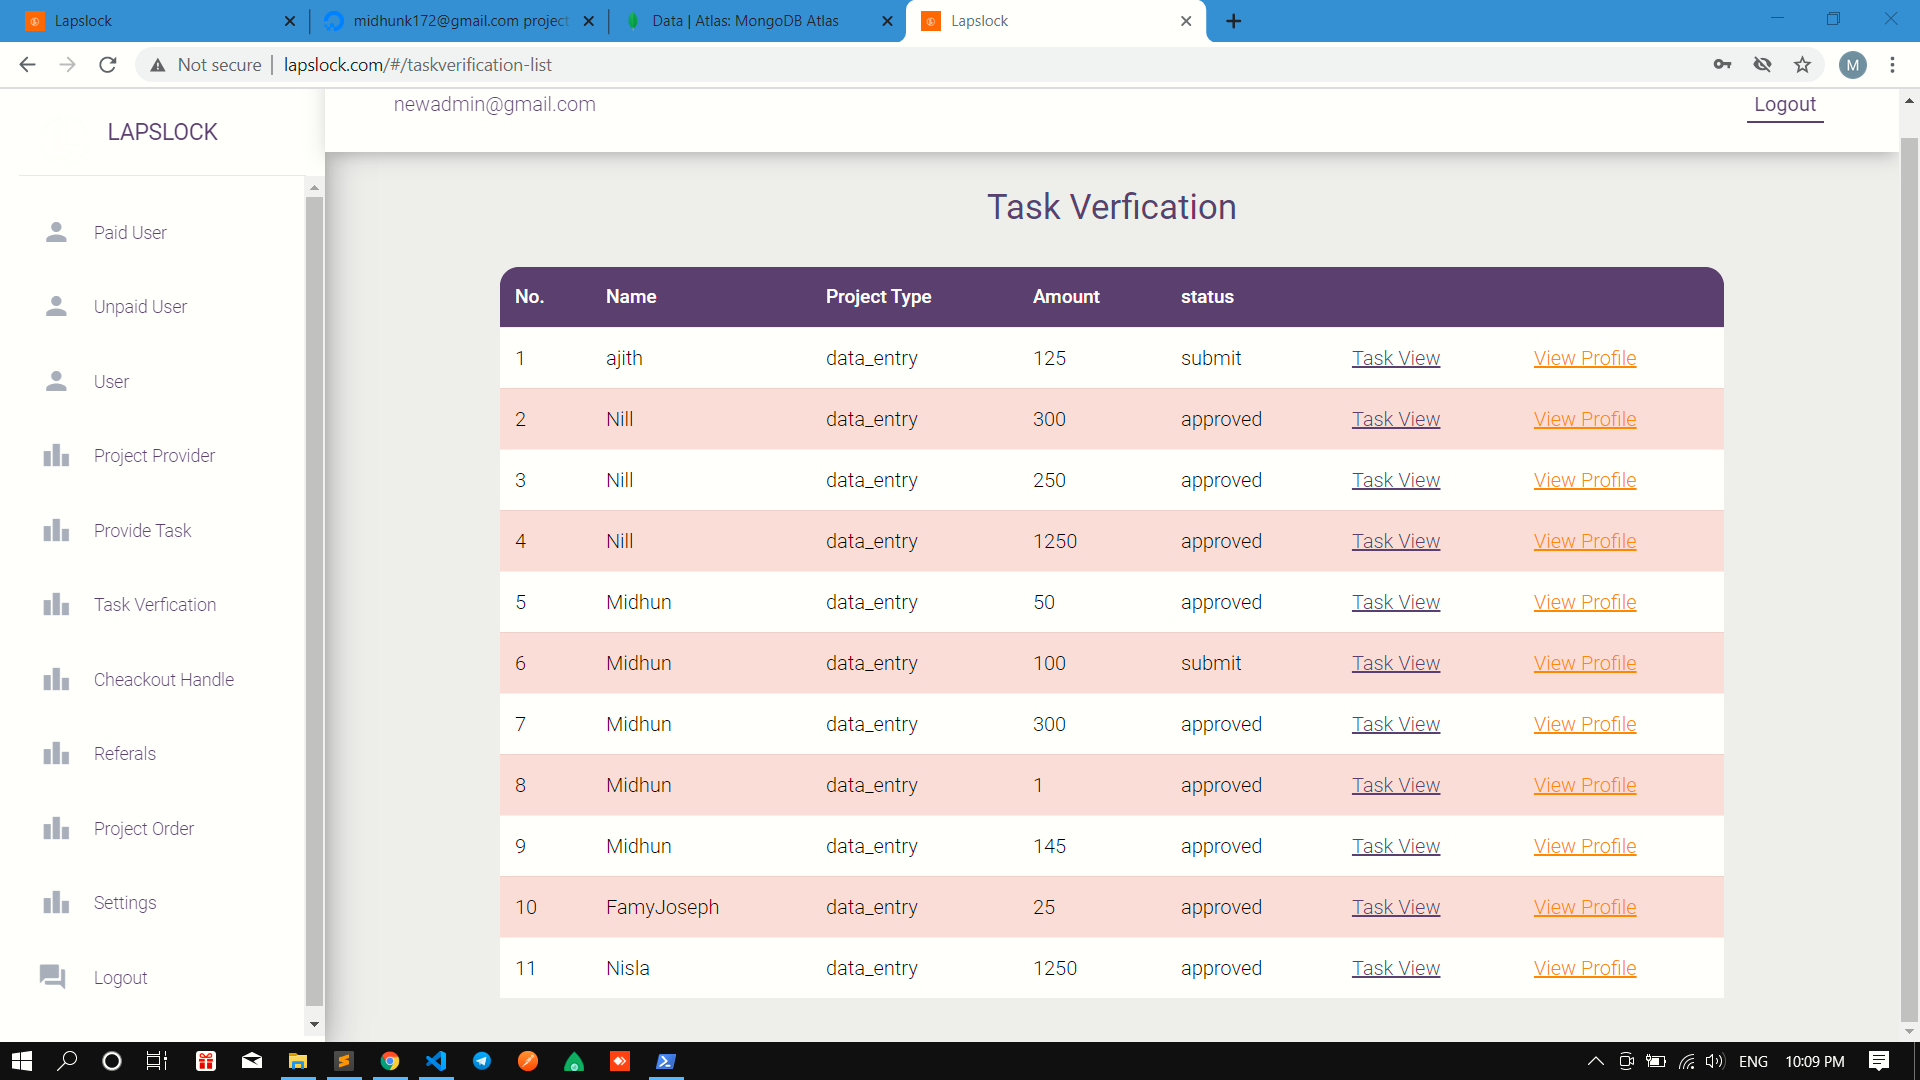 Lapslock
midhunk172@gmail.com project
Data | Atlas: MongoDB Atlas
Lapslock
Not secure | lapslock.com/#/taskverification-list
M
LAPSLOCK
newadmin@gmail.com
Logout
Paid User
Unpaid User
User
Project Provider
Provide Task
Task Verfication
Cheackout Handle
Referals
Project Order
Settings
Logout
Task Verfication
No. Name Project Type Amount status
1 ajith data_entry 125 submit Task View View Profile
2 Nill data_entry 300 approved Task View View Profile
3 Nill data_entry 250 approved Task View View Profile
4 Nill data_entry 1250 approved Task View View Profile
5 Midhun data_entry 50 approved Task View View Profile
6 Midhun data_entry 100 submit Task View View Profile
7 Midhun data_entry 300 approved Task View View Profile
8 Midhun data_entry 1 approved Task View View Profile
9 Midhun data_entry 145 approved Task View View Profile
10 FamyJoseph data_entry 25 approved Task View View Profile
11 Nisla data_entry 1250 approved Task View View Profile
ENG 10:09 PM